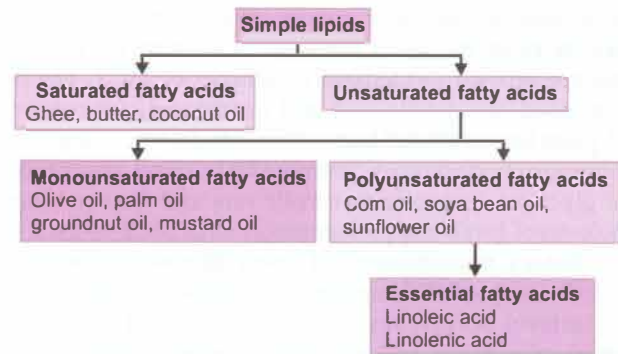 Simple lipids
Saturated fatty acids
Ghee, butter, coconut oil
Unsaturated fatty acids
Monounsaturated fatty acids
Olive oil, palm oil
groundnut oil, mustard oil
Polyunsaturated fatty acids
Corn oil, soya bean oil,
sunflower oil
Essential fatty acids
Linoleic acid
Linolenic acid